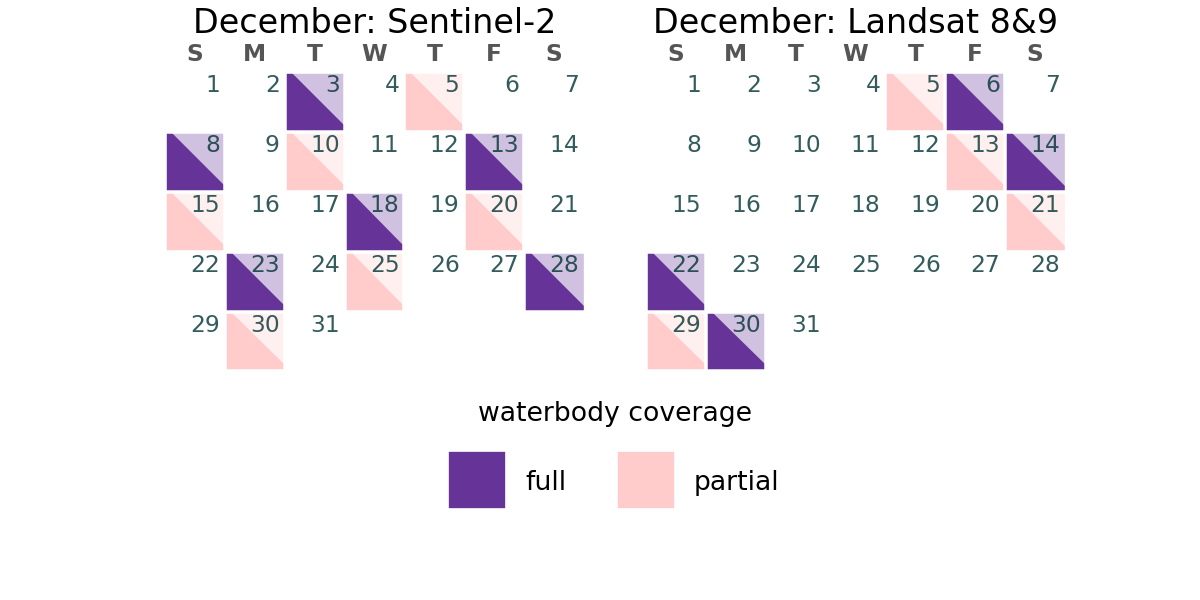 December: Sentinel-2
S M T W T F S
1 2 3 4 5 6 7
8 9 10 11 12 13 14
15 16 17 18 19 20 21
22 23 24 25 26 27 28
29 30 31
December: Landsat 8&9
S M T W T F S
1 2 3 4 5 6 7
8 9 10 11 12 13 14
15 16 17 18 19 20 21
22 23 24 25 26 27 28
29 30 31
waterbody coverage
full partial